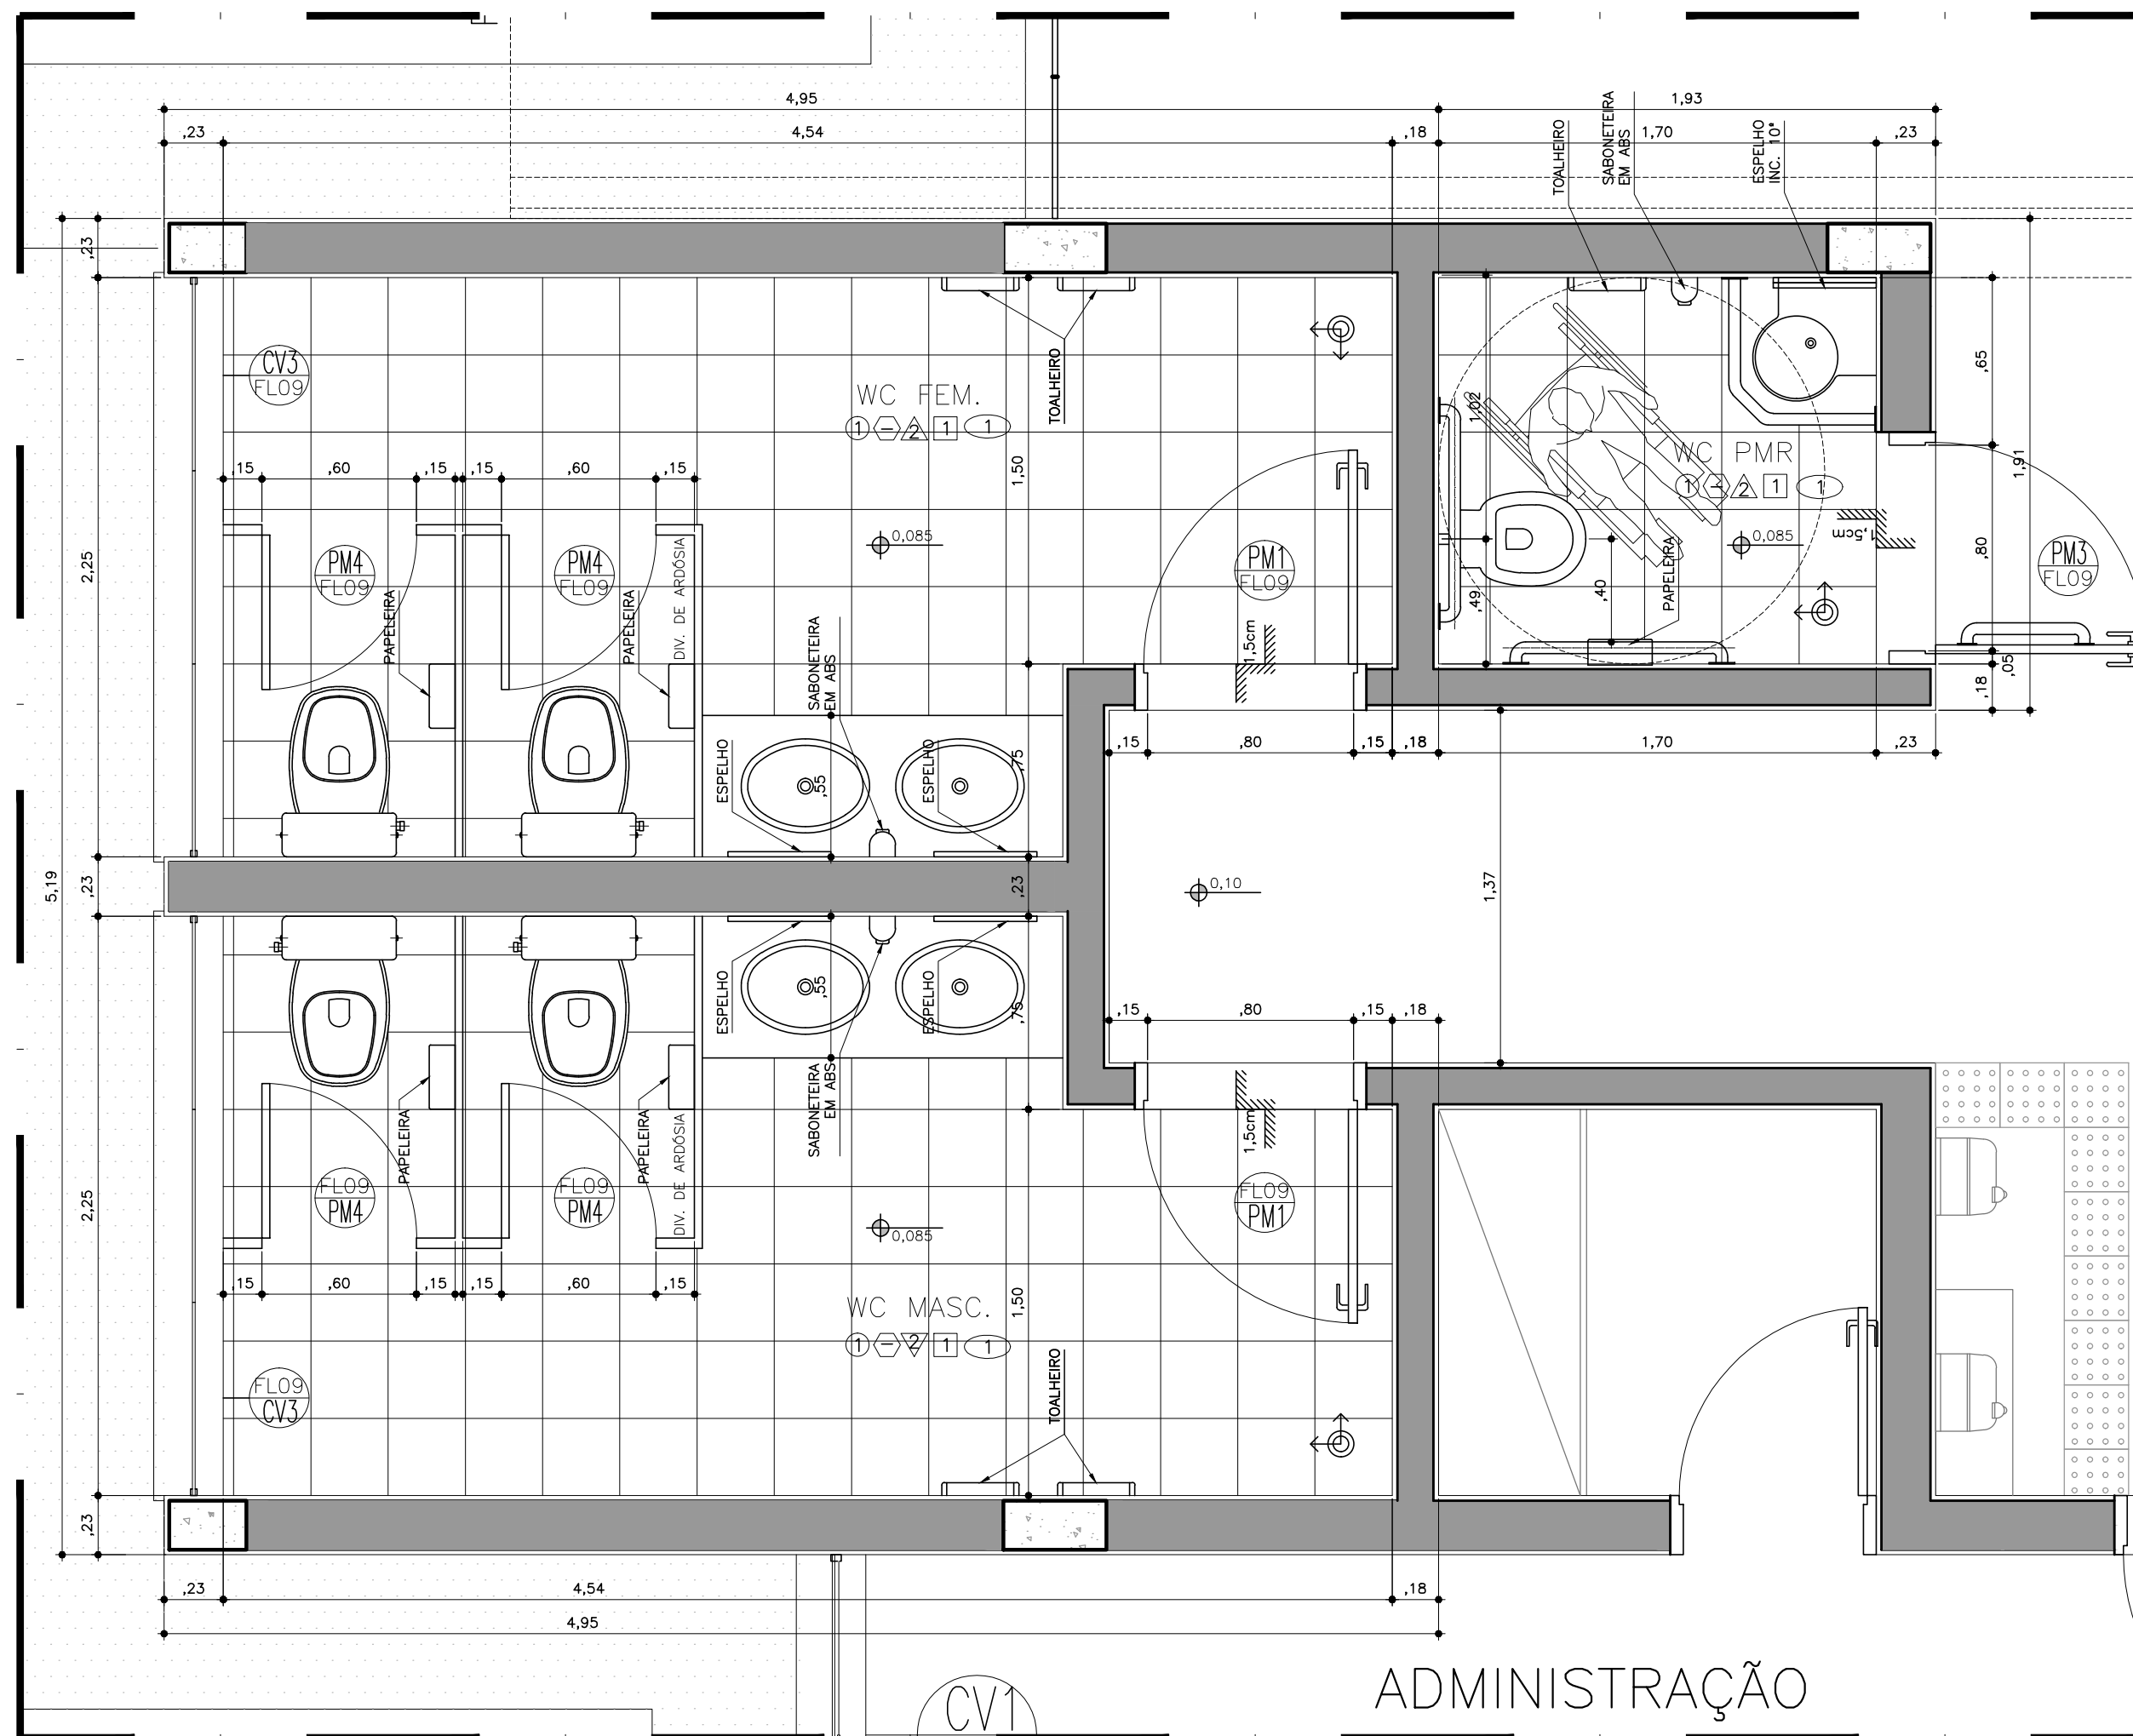 4,95
1,93
,23
4,54
,18
1,70
,23
TOALHEIRO
SABONETEIRA
EM ABS
ESPELHO
INC. 10°
,23
CV3
FL09
TOALHEIRO
,65
WC FEM.
1 – 2 1 1
1,02
WC PMR
1 – 2 1 1
1,91
,15
,60
,15
,15
,60
,15
1,50
2,25
PM4
FL09
PM4
FL09
DIV. DE ARDÓSIA
0,085
PM1
FL09
0,085
1,5cm
,80
PM3
FL09
PAPELEIRA
PAPELEIRA
,49
,40
PAPELEIRA
SABONETEIRA
EM ABS
1,5cm
,05
,18
ESPELHO
,55
ESPELHO
,75
,15
,80
,15
,18
1,70
,23
5,19
,23
,23
0,10
1,37
ESPELHO
,55
ESPELHO
,75
,15
,80
,15
,18
SABONETEIRA
EM ABS
PAPELEIRA
PAPELEIRA
DIV. DE ARDÓSIA
1,5cm
2,25
FL09
PM4
FL09
PM4
FL09
PM1
0,085
,15
,60
,15
,15
,60
,15
WC MASC.
1,50
1 – 2 1 1
FL09
CV3
TOALHEIRO
,23
,23
4,54
,18
4,95
CV1
ADMINISTRAÇÃO